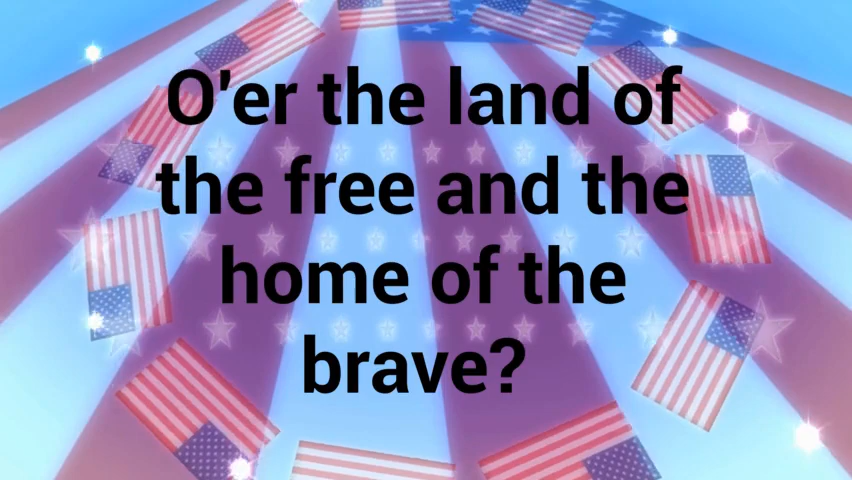 O'er the land of
the free and the
home of the
brave?